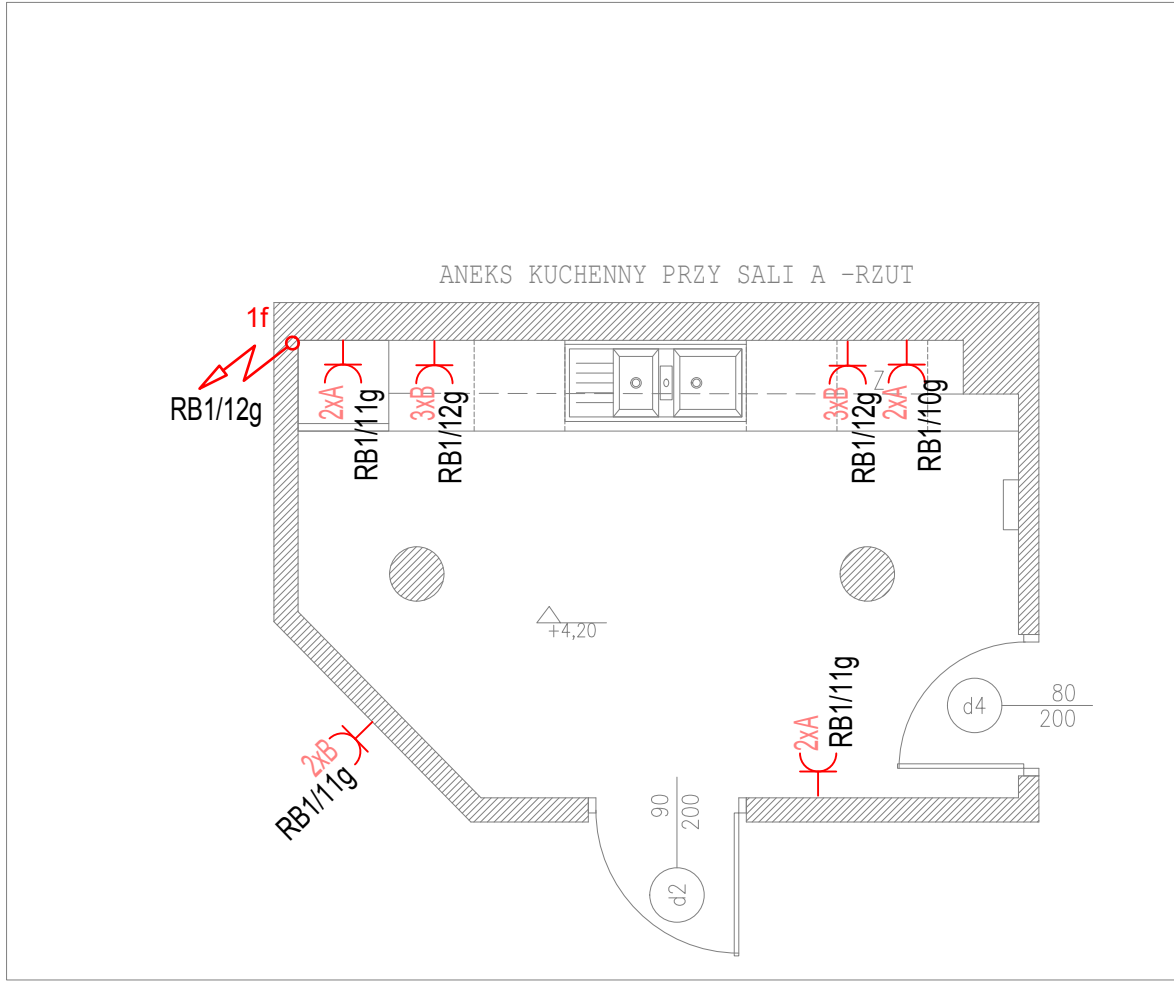 ANEKS KUCHENNY PRZY SALI A -RZUT
1f
RB1/12g
2xA
RB1/11g
3xB
RB1/12g
3xB
RB1/12g
Z
2xA
RB1/10g
+4,20
2xB
RB1/11g
2xA
RB1/11g
d4
80
200
90
200
d2